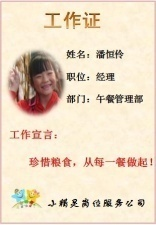 工作证
姓名：潘恒伶
职位：经理
部门：午餐管理部
工作宣言：
珍惜粮食，从每一餐做起！
小精灵岗位服务公司